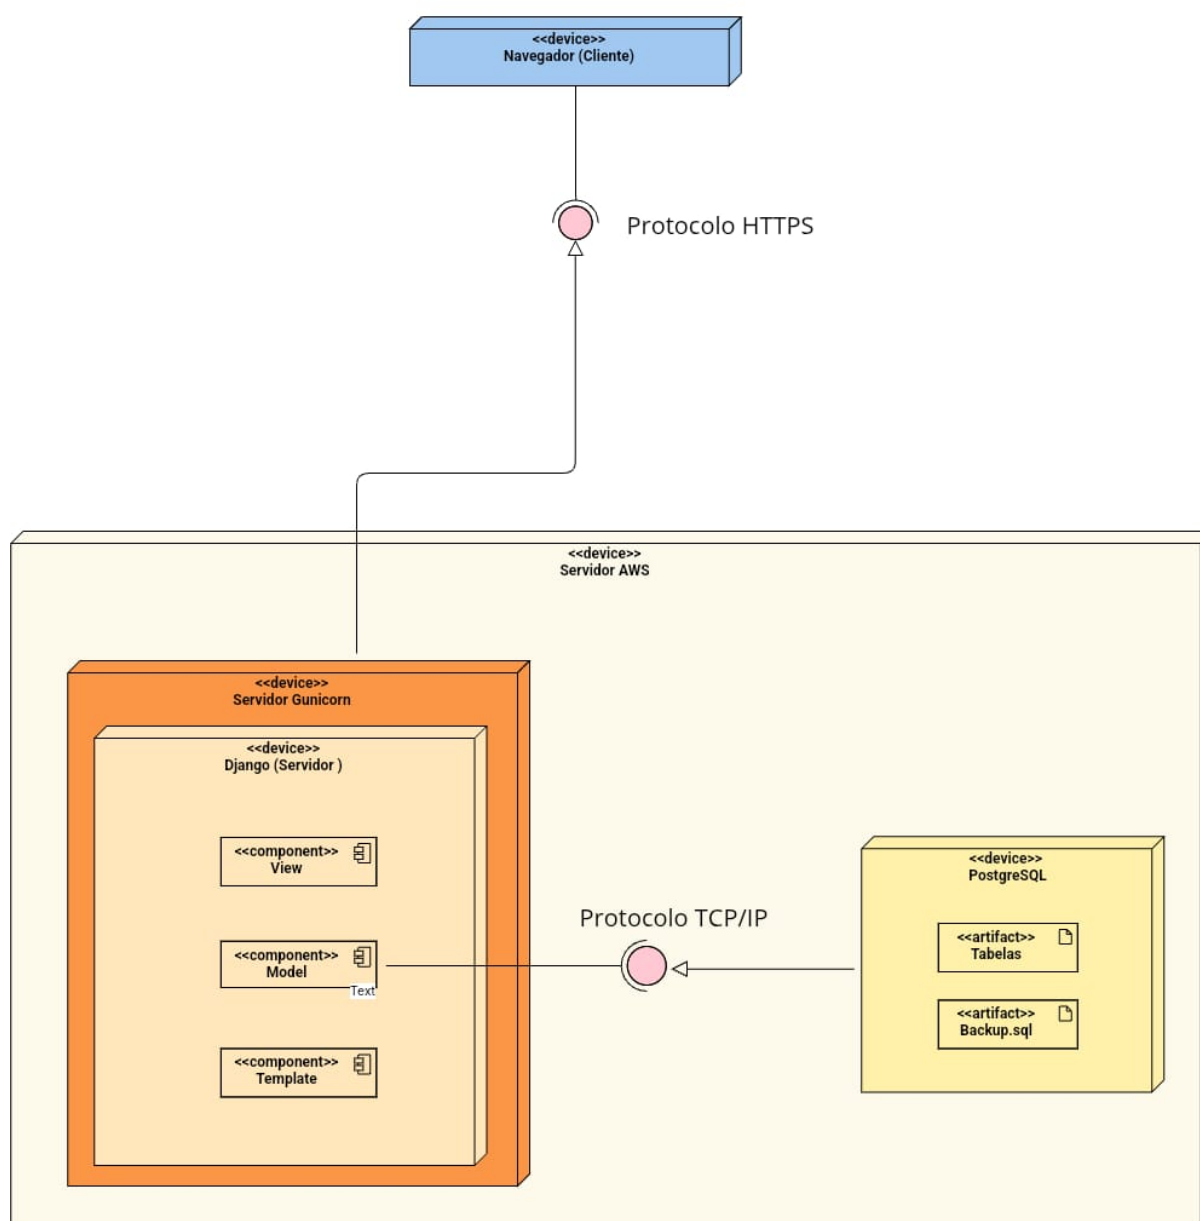 <<device>>
Navegador (Cliente)
Protocolo HTTPS
<<device>>
Servidor AWS
<<device>>
Servidor Gunicorn
<<device>>
Django (Servidor )
<<component>>
View
<<component>>
Model
Text
<<component>>
Template
Protocolo TCP/IP
<<device>>
PostgreSQL
<<artifact>>
Tabelas
<<artifact>>
Backup.sql